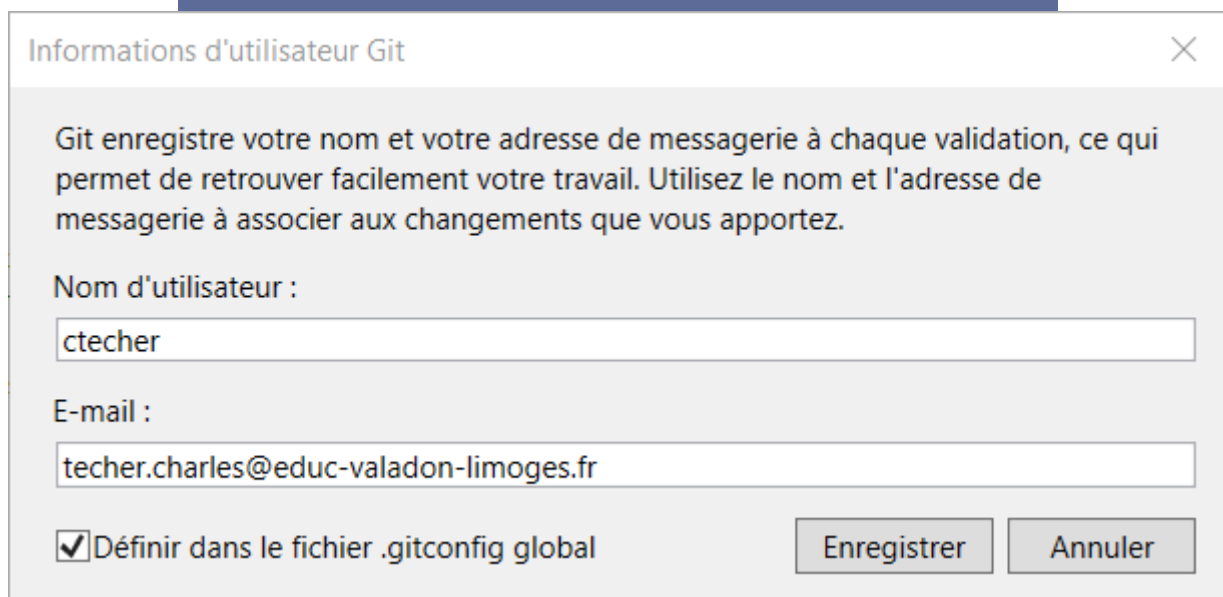 Informations d'utilisateur Git
Git enregistre votre nom et votre adresse de messagerie à chaque validation, ce qui
permet de retrouver facilement votre travail. Utilisez le nom et l'adresse de
messagerie à associer aux changements que vous apportez.
Nom d'utilisateur :
ctecher
E-mail :
techer.charles@educ-valadon-limoges.fr
Définir dans le fichier .gitconfig global
Enregistrer
Annuler